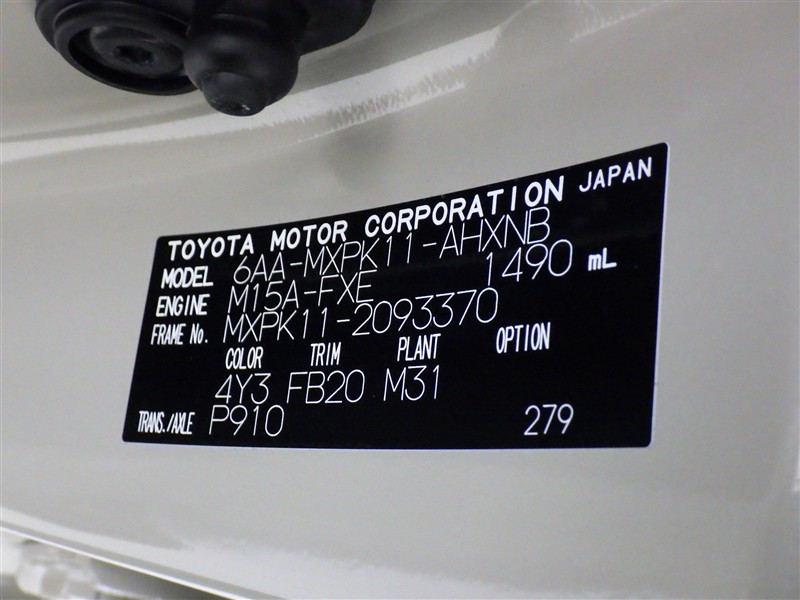 TOYOTA MOTOR CORPORATION JAPAN
MODEL 6AA-MXPK11-AHXNB
ENGINE M15A-FXE 1490 mL
FRAME No. MXPK11-2093370
COLOR TRIM PLANT OPTION
4Y3 FB20 M31
TRANS./AXLE P910 279